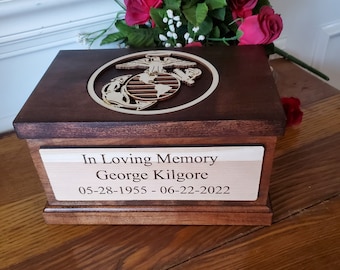 In Loving Memory
George Kilgore
05-28-1955 - 06-22-2022